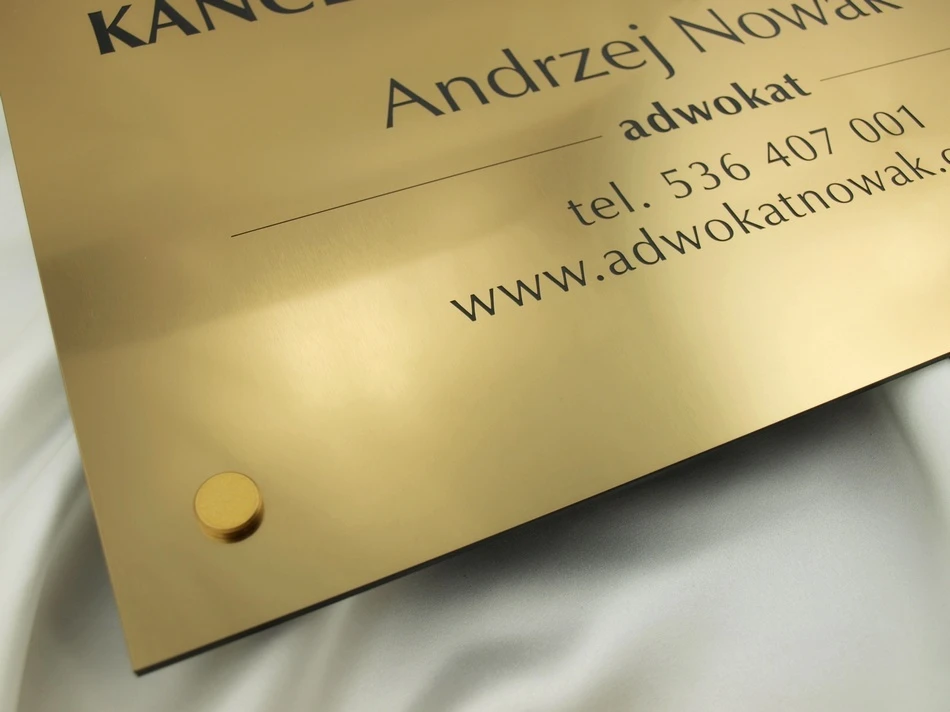 Andrzej Nowak
adwokat
tel. 536 407 001
www.adwokatnowak.